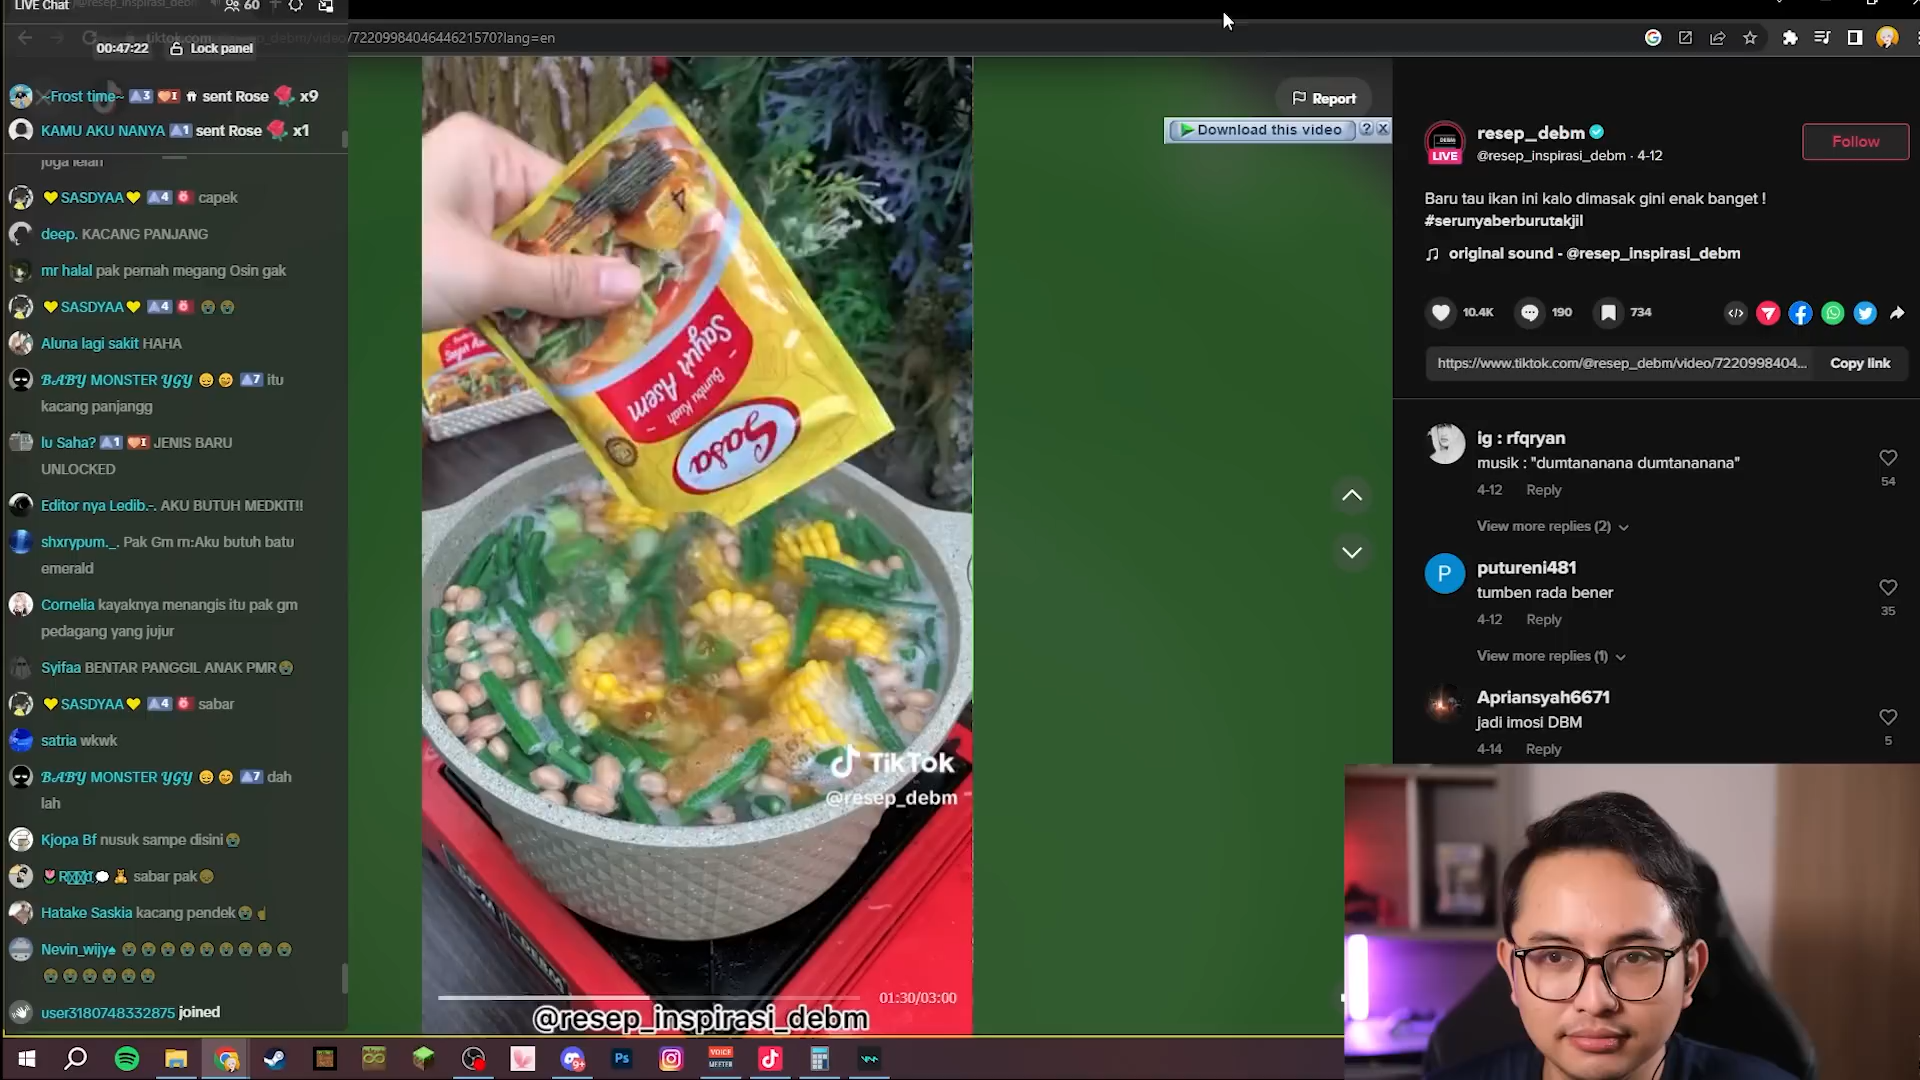 LIVE Chat
60
00:47:22
Lock panel
/7220998404644621570?lang=en
~Frost time~ 3 I sent Rose x9
KAMU AKU NANYA 1 sent Rose x1
juga lelah
SASDYAA 4 capek
deep. KACANG PANJANG
mr halal pak pernah megang Osin gak
SASDYAA 4
Aluna lagi sakit HAHA
BABY MONSTER YGY 7 itu
kacang panjangg
lu Saha? 1 I JENIS BARU
UNLOCKED
Editor nya Ledib.-. AKU BUTUH MEDKIT!!
shxrypum._. Pak Gm m:Aku butuh batu
emerald
Cornelia kayaknya menangis itu pak gm
pedagang yang jujur
Syifaa BENTAR PANGGIL ANAK PMR😭
SASDYAA 4 sabar
satria wkwk
BABY MONSTER YGY 7 dah
lah
Kjopa Bf nusuk sampe disini😭
sabar pak
Hatake Saskia kacang pendek😭☝
Nevin_wijy♠ 😭😭😭😭😭😭😭😭😭
😭😭😭😭😭😭
user3180748332875 joined
Report
Download this video
Sayur Asem
Bumbu Kuah
Sasa
TikTok
@resep_debm
01:30/03:00
@resep_inspirasi_debm
resep_debm
LIVE
@resep_inspirasi_debm · 4-12
Follow
Baru tau ikan ini kalo dimasak gini enak banget !
#serunyaberburutakjil
original sound - @resep_inspirasi_debm
10.4K
190
734
https://www.tiktok.com/@resep_debm/video/7220998404...
Copy link
ig : rfqryan
musik : "dumtananana dumtananana"
54
4-12 Reply
View more replies (2)
P
putureni481
tumben rada bener
35
4-12 Reply
View more replies (1)
Apriansyah6671
jadi imosi DBM
5
4-14 Reply
Ps
VOICE
MEETER
9+